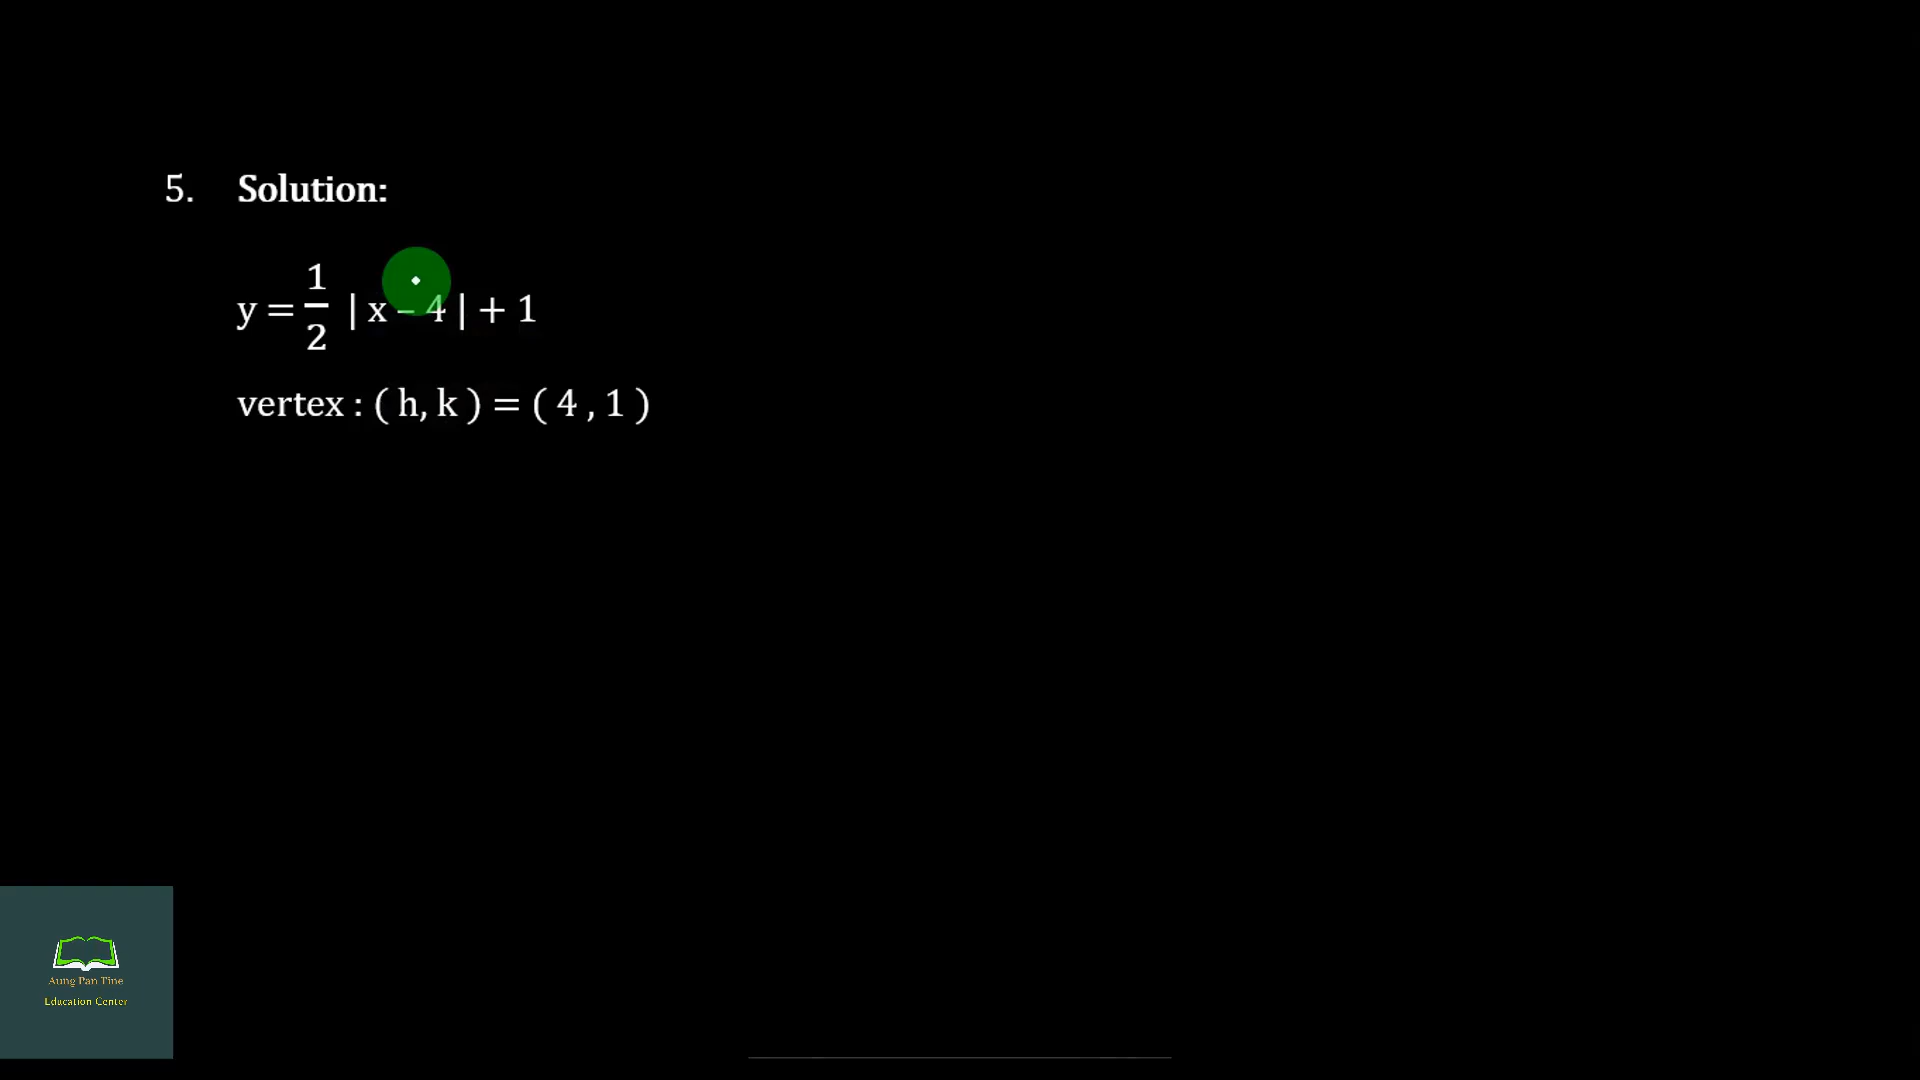 5. Solution:
y = 1/2 | x – 4 | + 1
vertex : ( h, k ) = ( 4 , 1 )
Aung Pan Tine
Education Center